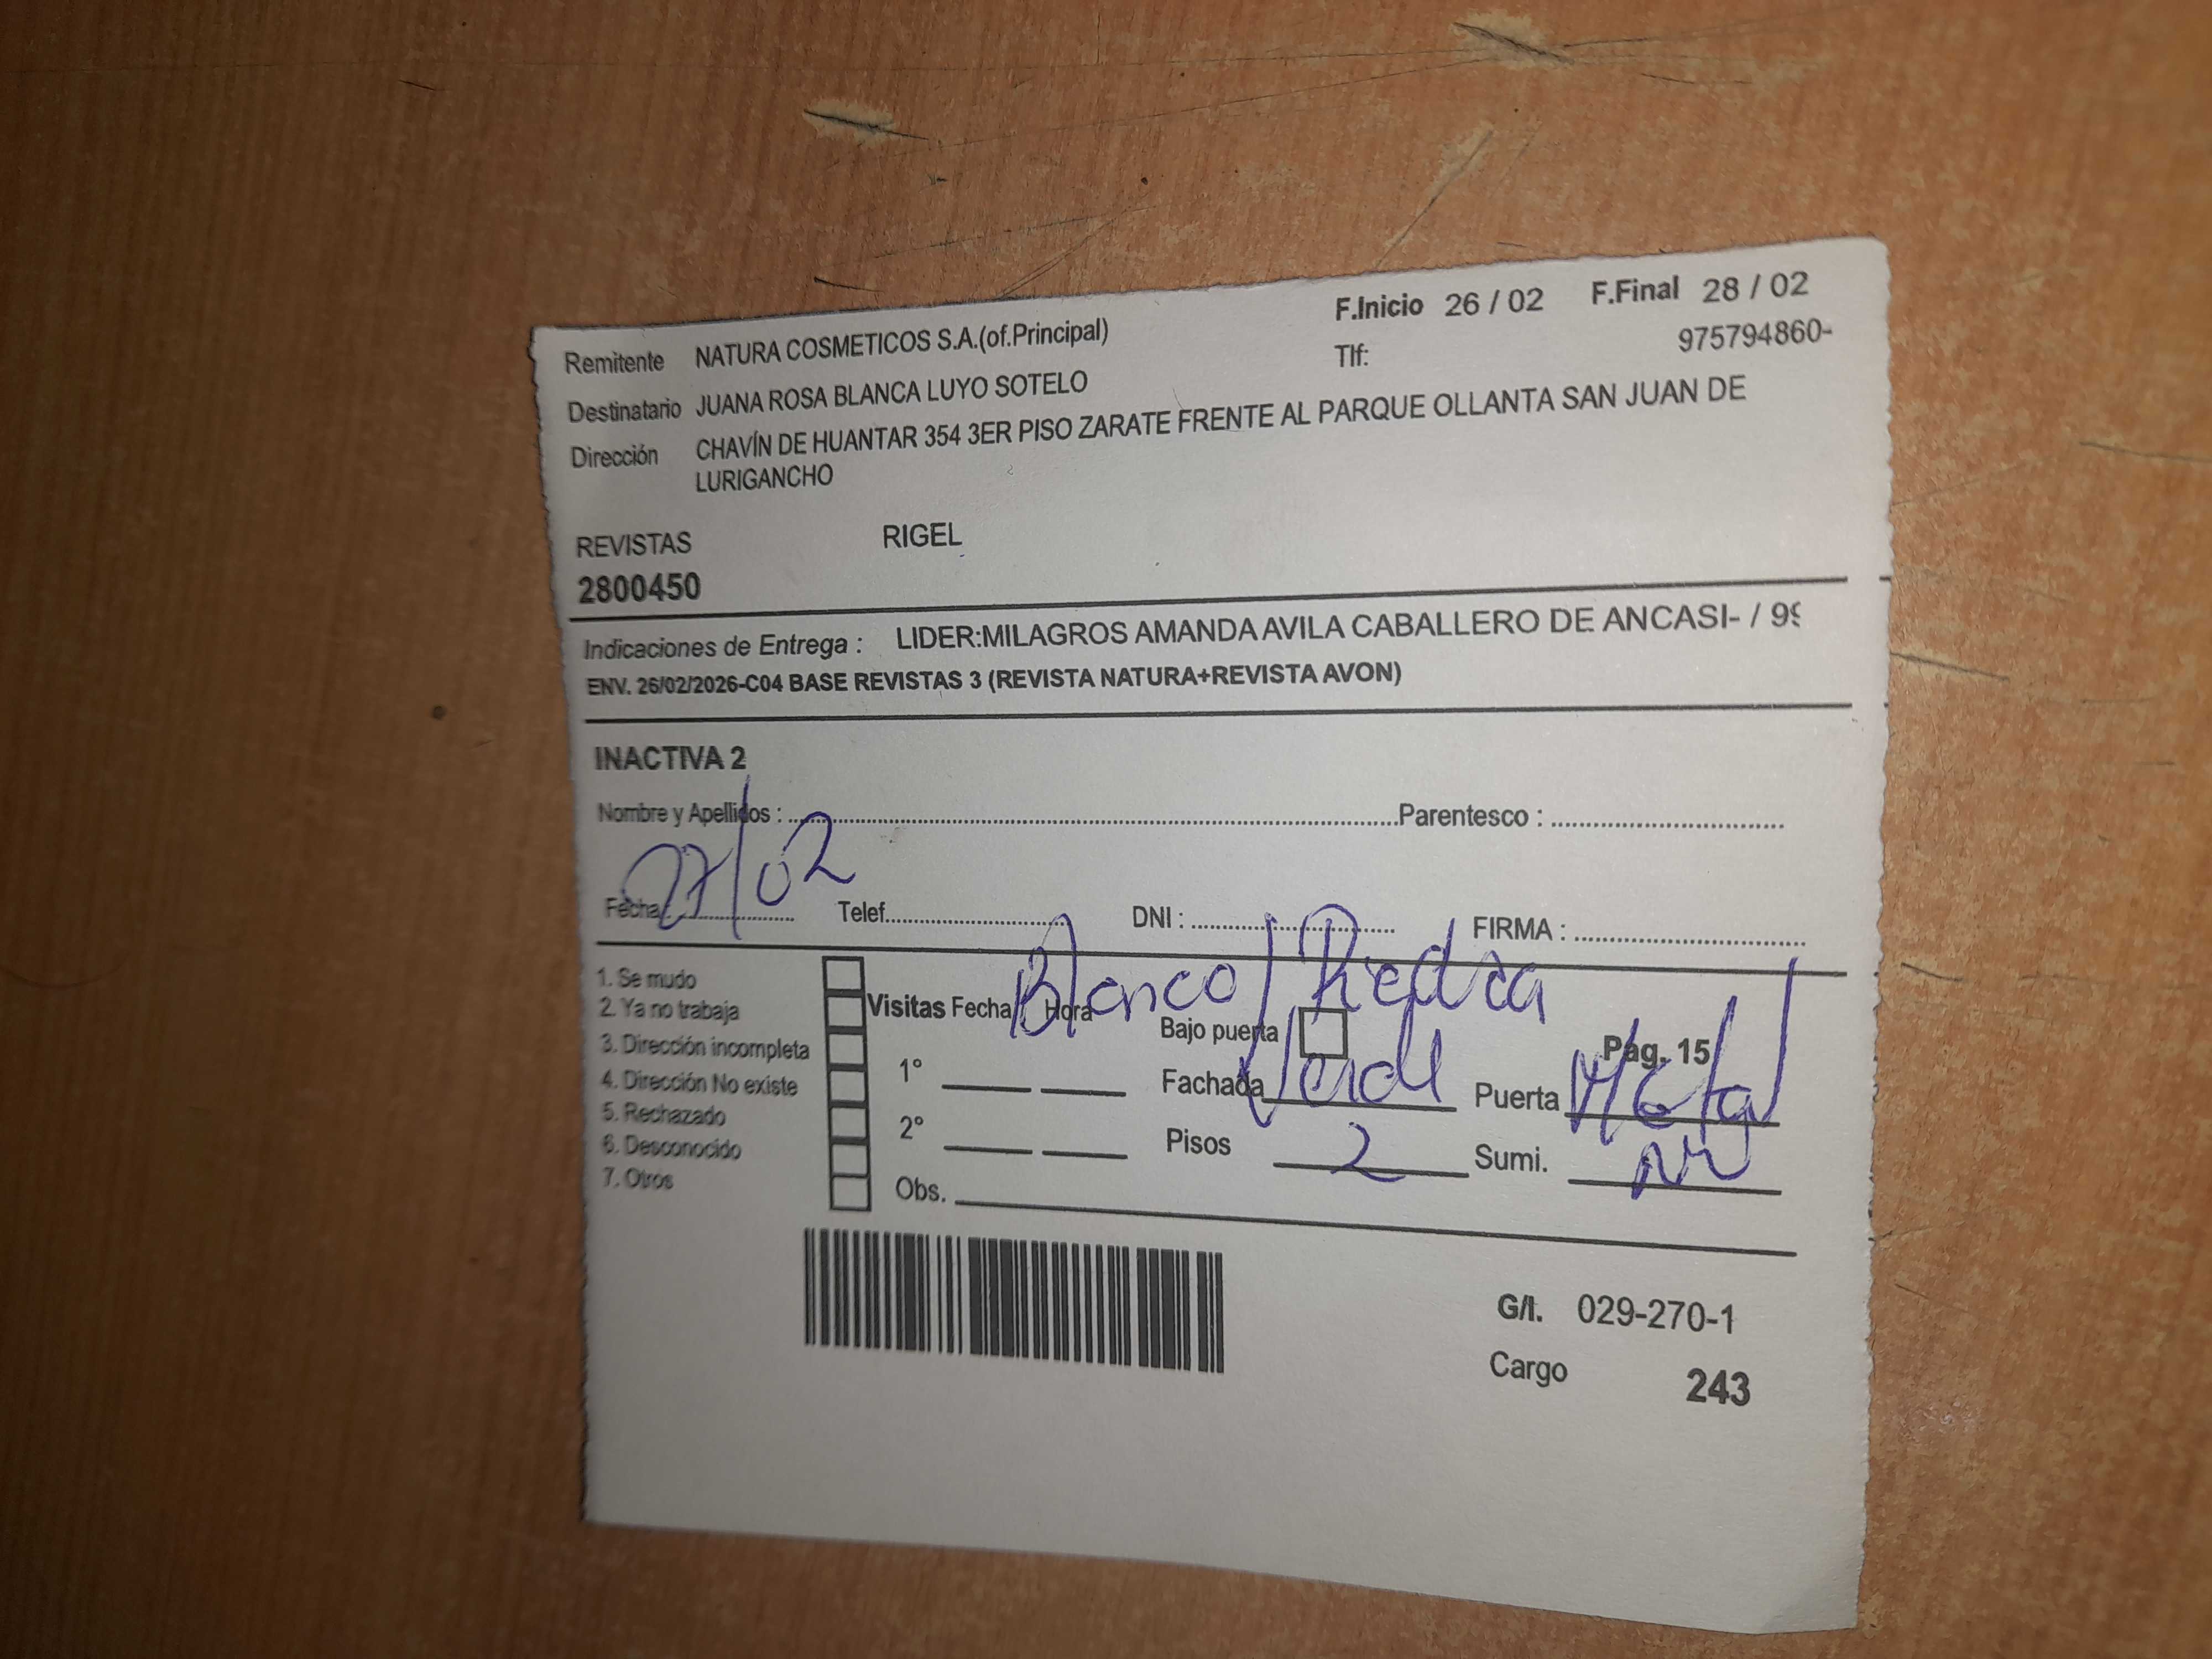 F.Inicio 26 / 02 F.Final 28 / 02
Remitente NATURA COSMETICOS S.A.(of.Principal) Tlf: 975794860-
Destinatario JUANA ROSA BLANCA LUYO SOTELO
Dirección CHAVÍN DE HUANTAR 354 3ER PISO ZARATE FRENTE AL PARQUE OLLANTA SAN JUAN DE
LURIGANCHO
REVISTAS RIGEL
2800450
Indicaciones de Entrega : LIDER:MILAGROS AMANDA AVILA CABALLERO DE ANCASI- / 99
ENV. 26/02/2026-C04 BASE REVISTAS 3 (REVISTA NATURA+REVISTA AVON)
INACTIVA 2
Nombre y Apellidos : Parentesco :
Fecha: 27/02 Telef. DNI : FIRMA :
Blanco/Piedra
1. Se mudo
2. Ya no trabaja
3. Dirección incompleta
4. Dirección No existe
5. Rechazado
6. Desconocido
7. Otros
Visitas Fecha Hora
1°
2°
Obs.
Bajo puerta Pag. 15
Fachada Verde Puerta Metal
Pisos 2 Sumi.
G/I. 029-270-1
Cargo 243